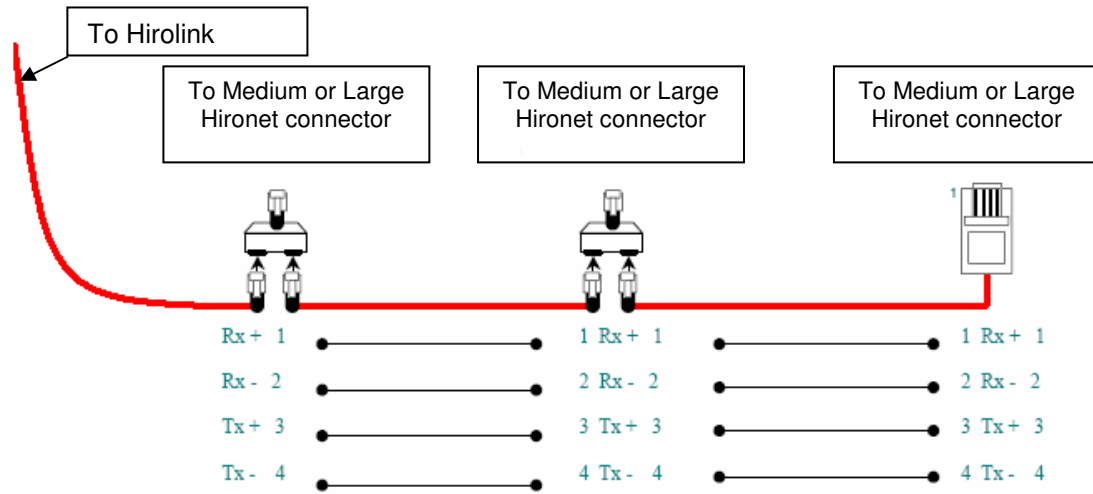 To Hirolink
To Medium or Large
Hironet connector
To Medium or Large
Hironet connector
To Medium or Large
Hironet connector
1
Rx + 1 1 Rx + 1 1 Rx + 1
Rx - 2 2 Rx - 2 2 Rx - 2
Tx + 3 3 Tx + 3 3 Tx + 3
Tx - 4 4 Tx - 4 4 Tx - 4